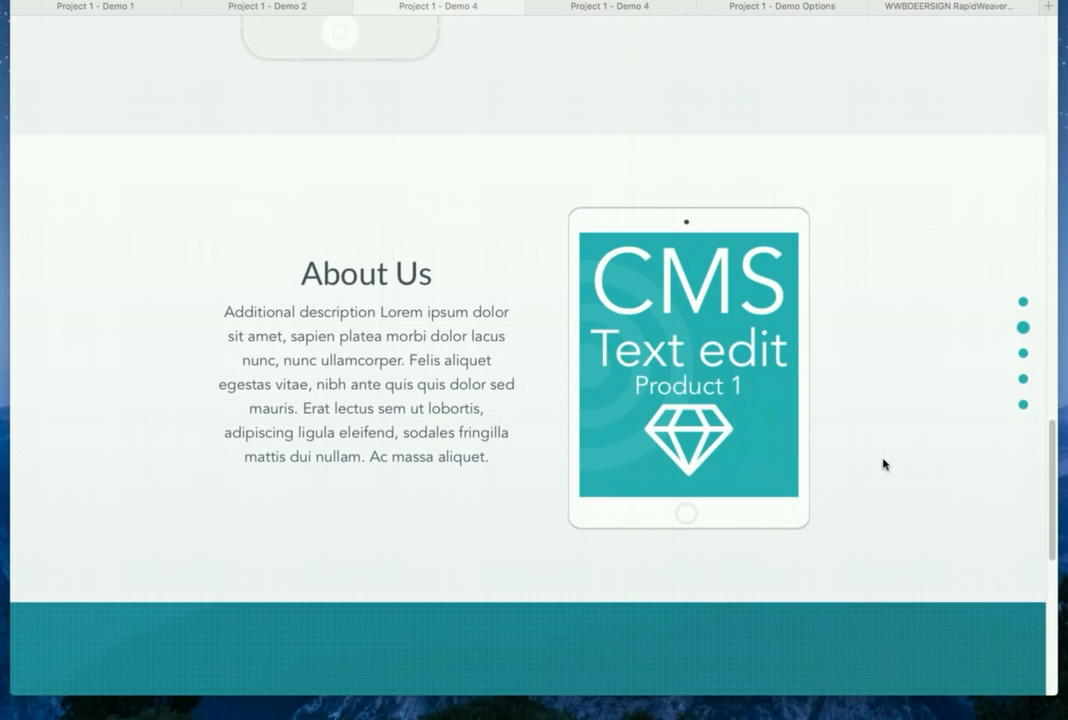 Project 1 - Demo 1
Project 1 - Demo 2
Project 1 - Demo 4
Project 1 - Demo 4
Project 1 - Demo Options
WWBDEERSIGN RapidWeaver...
About Us
Additional description Lorem ipsum dolor
sit amet, sapien platea morbi dolor lacus
nunc, nunc ullamcorper. Felis aliquet
egestas vitae, nibh ante quis quis dolor sed
mauris. Erat lectus sem ut lobortis,
adipiscing ligula eleifend, sodales fringilla
mattis dui nullam. Ac massa aliquet.
CMS
Text edit
Product 1